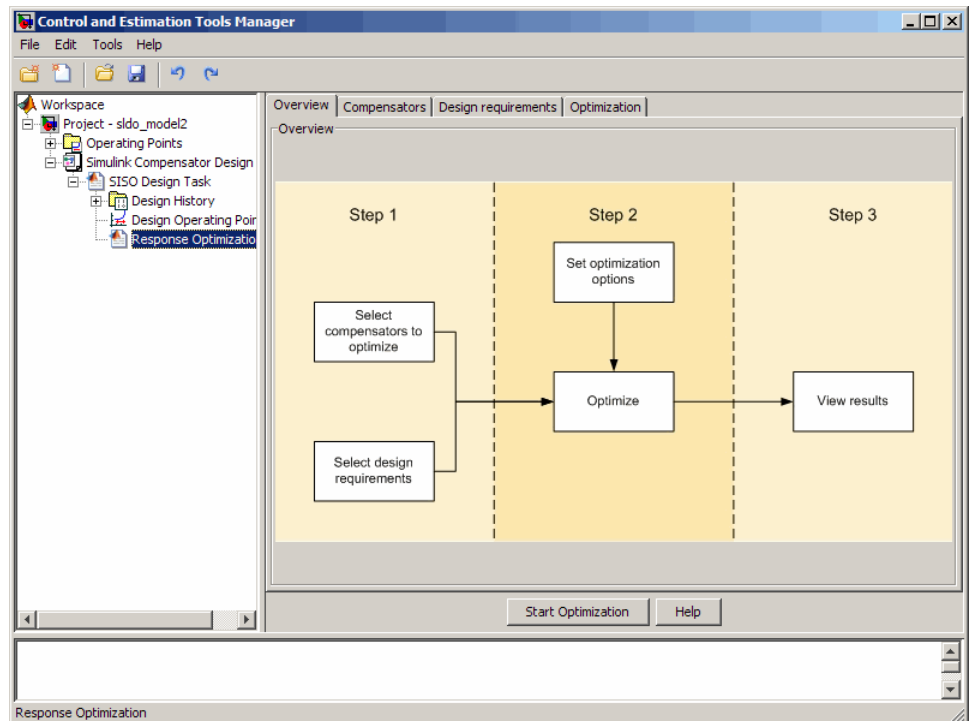 Control and Estimation Tools Manager
File Edit Tools Help
Workspace
Project - sldo_model2
Operating Points
Simulink Compensator Design
SISO Design Task
Design History
Design Operating Poir
Response Optimizatio
Overview Compensators Design requirements Optimization
Overview
Step 1
Step 2
Step 3
Set optimization
options
Select
compensators to
optimize
Optimize
View results
Select design
requirements
Start Optimization Help
Response Optimization